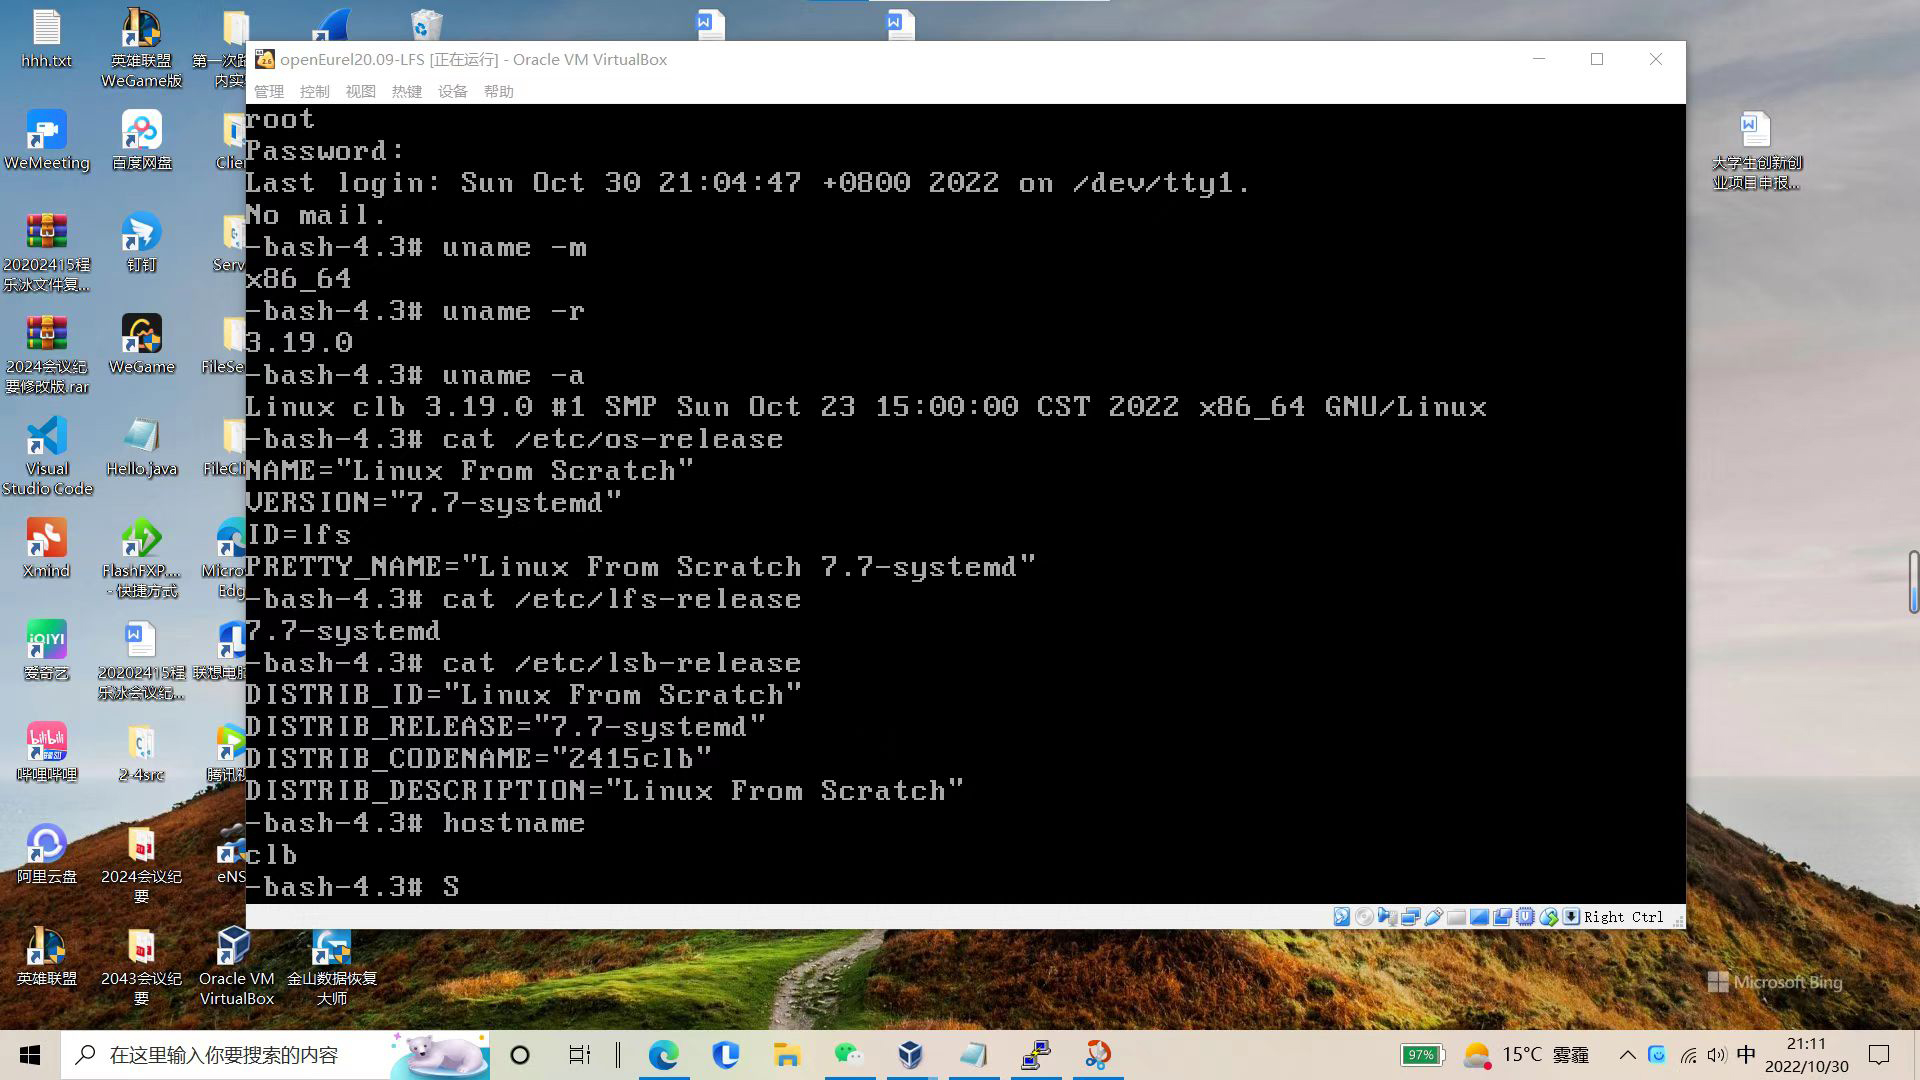 hhh.txt
英雄联盟
WeGame版
第一次路
内实
openEurel20.09-LFS [正在运行] - Oracle VM VirtualBox
管理 控制 视图 热键 设备 帮助
root
Password:
Last login: Sun Oct 30 21:04:47 +0800 2022 on /dev/tty1.
No mail.
-bash-4.3# uname -m
x86_64
-bash-4.3# uname -r
3.19.0
-bash-4.3# uname -a
Linux clb 3.19.0 #1 SMP Sun Oct 23 15:00:00 CST 2022 x86_64 GNU/Linux
-bash-4.3# cat /etc/os-release
NAME="Linux From Scratch"
VERSION="7.7-systemd"
ID=lfs
PRETTY_NAME="Linux From Scratch 7.7-systemd"
-bash-4.3# cat /etc/lfs-release
7.7-systemd
-bash-4.3# cat /etc/lsb-release
DISTRIB_ID="Linux From Scratch"
DISTRIB_RELEASE="7.7-systemd"
DISTRIB_CODENAME="2415clb"
DISTRIB_DESCRIPTION="Linux From Scratch"
-bash-4.3# hostname
clb
-bash-4.3# S
Right Ctrl
WeMeeting
百度网盘
Clie
20202415程
乐冰文件复...
钉钉
Serv
2024会议纪
要修改版.rar
WeGame
FileSe
Visual
Studio Code
Hello.java
FileCli
Xmind
FlashFXP....
- 快捷方式
Micro
Edg
iQIYI
爱奇艺
20202415程
乐冰会议纪...
联想电脑
bilibili
哔哩哔哩
2-4src
腾讯视
阿里云盘
2024会议纪
要
eNS
英雄联盟
2043会议纪
要
Oracle VM
VirtualBox
金山数据恢复
大师
大学生创新创
业项目申报...
Microsoft Bing
在这里输入你要搜索的内容
97%
15°C 雾霾
中
21:11
2022/10/30